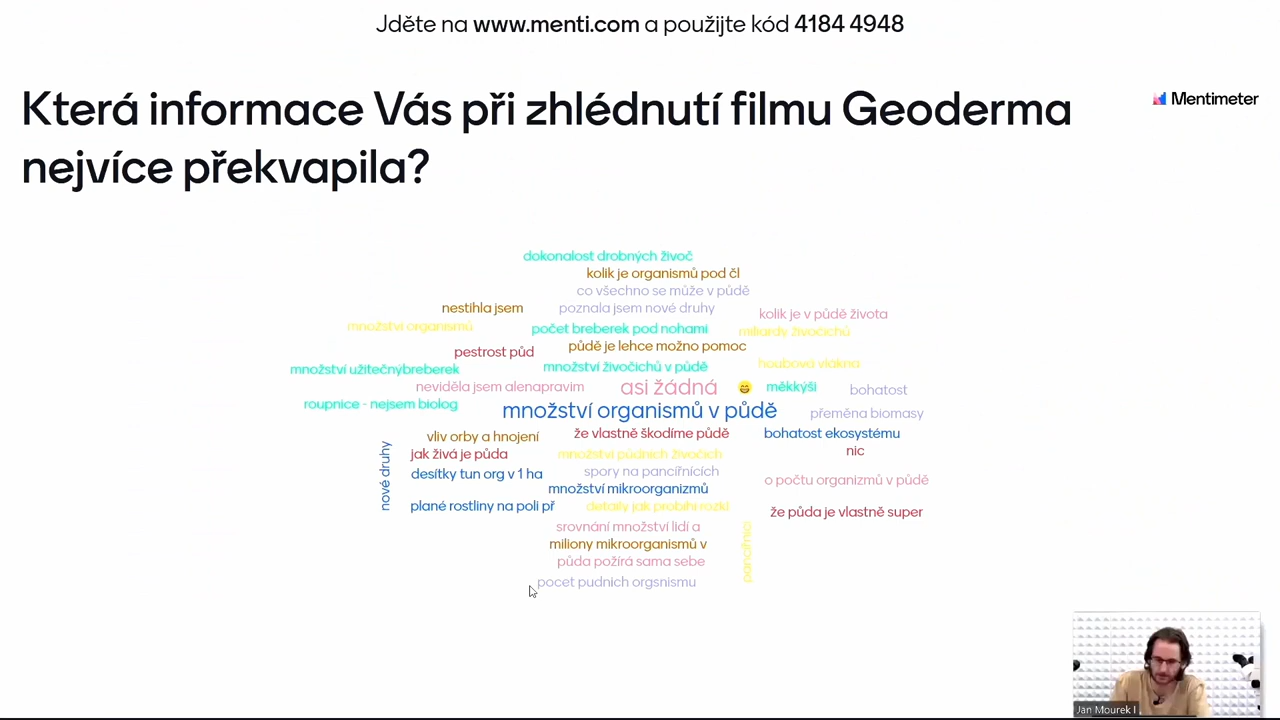 Jděte na www.menti.com a použijte kód 4184 4948
Která informace Vás při zhlédnutí filmu Geoderma
nejvíce překvapila?
Mentimeter
dokonalost drobných živoč
kolik je organismů pod čl
co všechno se může v půdě
nestihla jsem
poznala jsem nové druhy
kolik je v půdě života
množství organismů
počet breberek pod nohami
miliardy živočichů
pestrost půd
půdě je lehce možno pomoc
množství užitečnýbreberek
množství živočichů v půdě
houbová vlákna
neviděla jsem alenapravim
asi žádná
měkkýši
bohatost
roupnice - nejsem biolog
množství organismů v půdě
přeměna biomasy
vliv orby a hnojení
že vlastně škodíme půdě
bohatost ekosystému
nové druhy
jak živá je půda
množství půdních živočich
nic
desítky tun org v 1 ha
spory na pancířnících
o počtu organizmů v půdě
množství mikroorganizmů
plané rostliny na poli př
detaily jak probíhí rozkl
že půda je vlastně super
srovnání množství lidí a
miliony mikroorganismů v
pancířníci
půda požírá sama sebe
pocet pudnich orgsnismu
Jan Mourek |